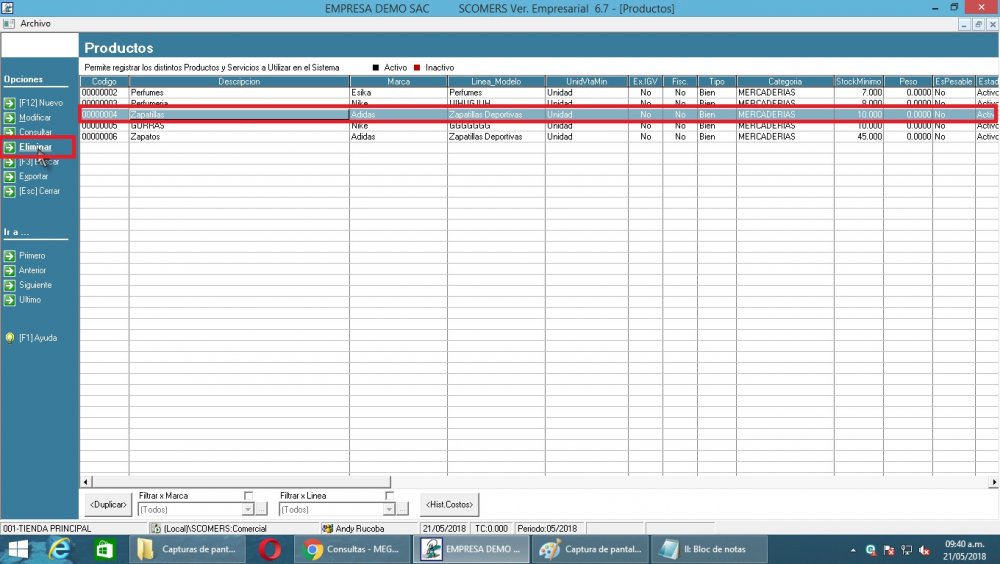 EMPRESA DEMO SAC SCOMERS Ver. Empresarial 6.7 - [Productos]
Archivo
Productos
Permite registrar los distintos Productos y Servicios a Utilizar en el Sistema Activo Inactivo
Opciones
[F12] Nuevo
Modificar
Consultar
Eliminar
[Esc] Cerrar
Exportar
Ir a ...
Primero
Anterior
Siguiente
Ultimo
[F1] Ayuda
Codigo Descripcion Marca Linea_Modelo UnidVtaMin Ex.IGV Fisc. Tipo Categoria StockMinimo Peso EsPesable Estad
00000002 Perfumes Esika Perfumes Unidad No No Bien MERCADERIAS 7.000 0.0000 No Activo
00000003 Perfumeria Nike UIHUGJUH Unidad No No Bien MERCADERIAS 9.000 0.0000 No Activo
00000004 Zapatillas Adidas Zapatillas Deportivas Unidad No No Bien MERCADERIAS 10.000 0.0000 No Activo
00000005 GORRAS Nike GGGGGGG Unidad No No Bien MERCADERIAS 10.000 0.0000 No Activo
00000006 Zapatos Adidas Zapatillas Deportivas Unidad No No Bien MERCADERIAS 45.000 0.0000 No Activo
<Duplicar> Filtrar x Marca Filtrar x Linea <Hist.Costos>
(Todos) ... (Todos) ...
001-TIENDA PRINCIPAL (Local)\SCOMERS:Comercial Andy Rucoba 21/05/2018 TC:0.000 Periodo:05/2018
Capturas de pant... Consultas - MEG... EMPRESA DEMO ... Captura de pantal... II: Bloc de notas
09:40 a.m.
21/05/2018